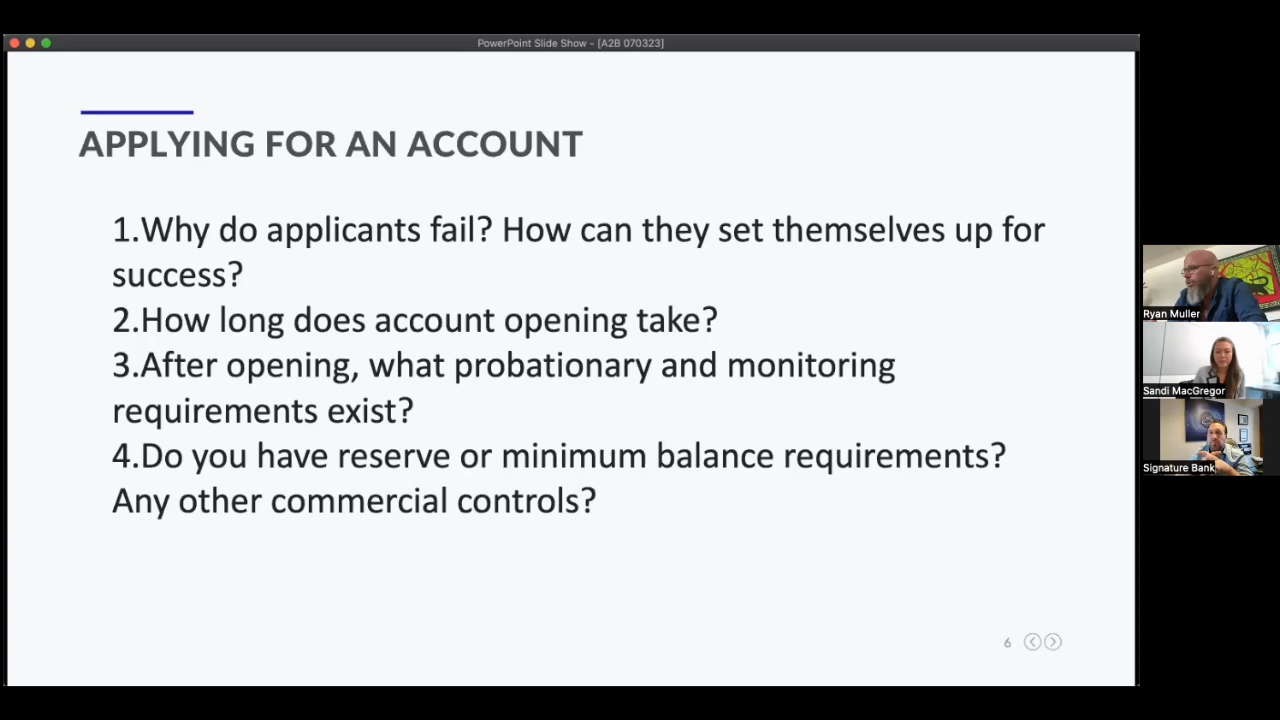 PowerPoint Slide Show - [A2B 070323]
APPLYING FOR AN ACCOUNT
1.Why do applicants fail? How can they set themselves up for
success?
2.How long does account opening take?
3.After opening, what probationary and monitoring
requirements exist?
4.Do you have reserve or minimum balance requirements?
Any other commercial controls?
6
Ryan Muller
Sandi MacGregor
Signature Bank